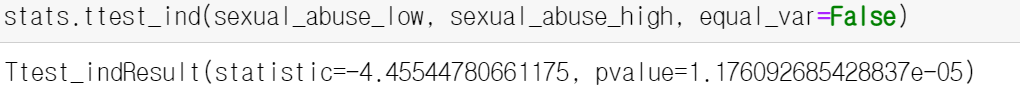 stats.ttest_ind(sexual_abuse_low, sexual_abuse_high, equal_var=False)
Ttest_indResult(statistic=-4.45544780661175, pvalue=1.176092685428837e-05)